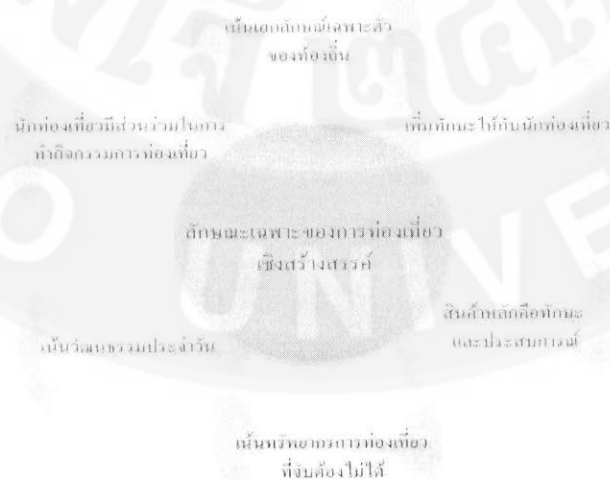 เน้นเอกลักษณ์เฉพาะตัว
ของท้องถิ่น
นักท่องเที่ยวมีส่วนร่วมในการ
ทำกิจกรรมการท่องเที่ยว
เพิ่มทักษะให้กับนักท่องเที่ยว
ลักษณะเฉพาะของการท่องเที่ยว
เชิงสร้างสรรค์
เน้นวัฒนธรรมประจำวัน
สินค้าหลักคือทักษะ
และประสบการณ์
เน้นทรัพยากรการท่องเที่ยว
ที่จับต้องไม่ได้